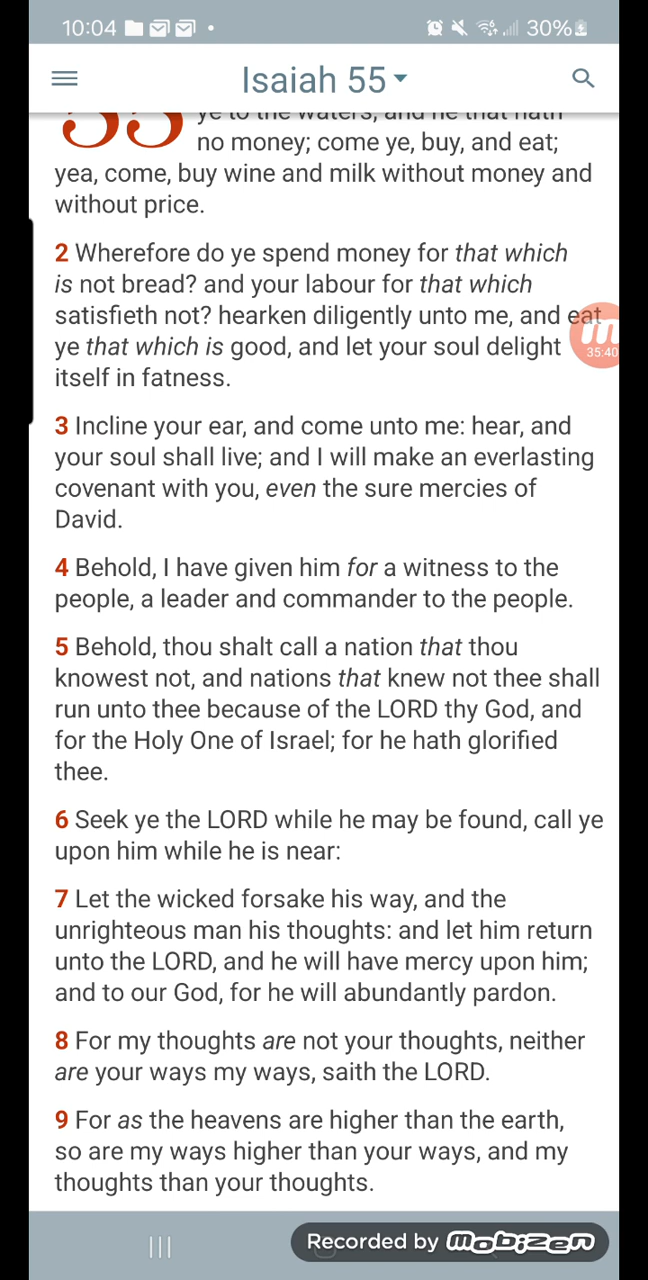 10:04
30%
Isaiah 55
55
ye to the waters, and he that hath
no money; come ye, buy, and eat;
yea, come, buy wine and milk without money and
without price.
2 Wherefore do ye spend money for that which
is not bread? and your labour for that which
satisfieth not? hearken diligently unto me, and eat
ye that which is good, and let your soul delight
itself in fatness.
m
35:40
3 Incline your ear, and come unto me: hear, and
your soul shall live; and I will make an everlasting
covenant with you, even the sure mercies of
David.
4 Behold, I have given him for a witness to the
people, a leader and commander to the people.
5 Behold, thou shalt call a nation that thou
knowest not, and nations that knew not thee shall
run unto thee because of the LORD thy God, and
for the Holy One of Israel; for he hath glorified
thee.
6 Seek ye the LORD while he may be found, call ye
upon him while he is near:
7 Let the wicked forsake his way, and the
unrighteous man his thoughts: and let him return
unto the LORD, and he will have mercy upon him;
and to our God, for he will abundantly pardon.
8 For my thoughts are not your thoughts, neither
are your ways my ways, saith the LORD.
9 For as the heavens are higher than the earth,
so are my ways higher than your ways, and my
thoughts than your thoughts.
Recorded by mobizen